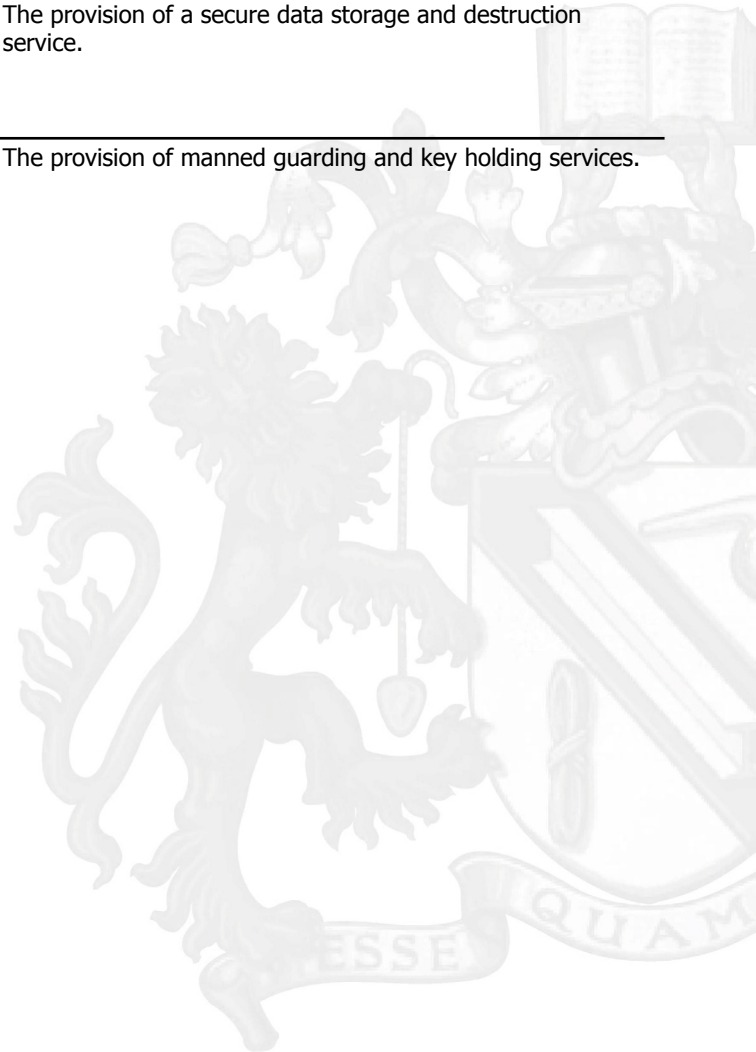 The provision of a secure data storage and destruction
service.
The provision of manned guarding and key holding services.
ESSE
QUAM